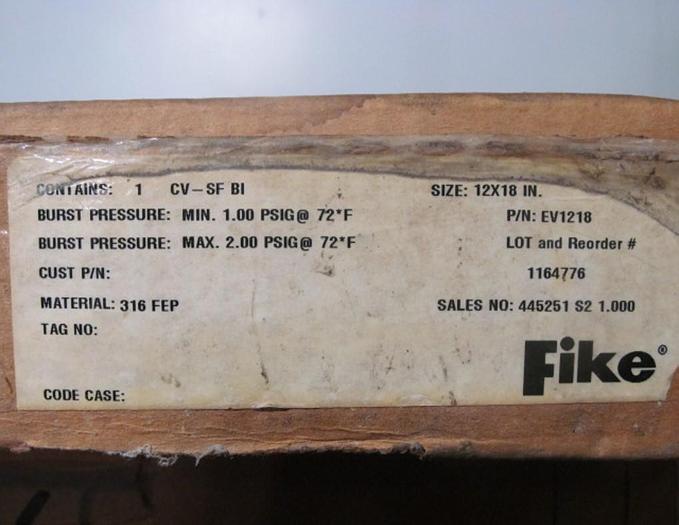 CONTAINS: 1 CV-SF BI SIZE: 12X18 IN.
BURST PRESSURE: MIN. 1.00 PSIG@ 72*F P/N: EV1218
BURST PRESSURE: MAX. 2.00 PSIG@ 72*F LOT and Reorder #
CUST P/N: 1164776
MATERIAL: 316 FEP SALES NO: 445251 S2 1.000
TAG NO:
Fike®
CODE CASE: